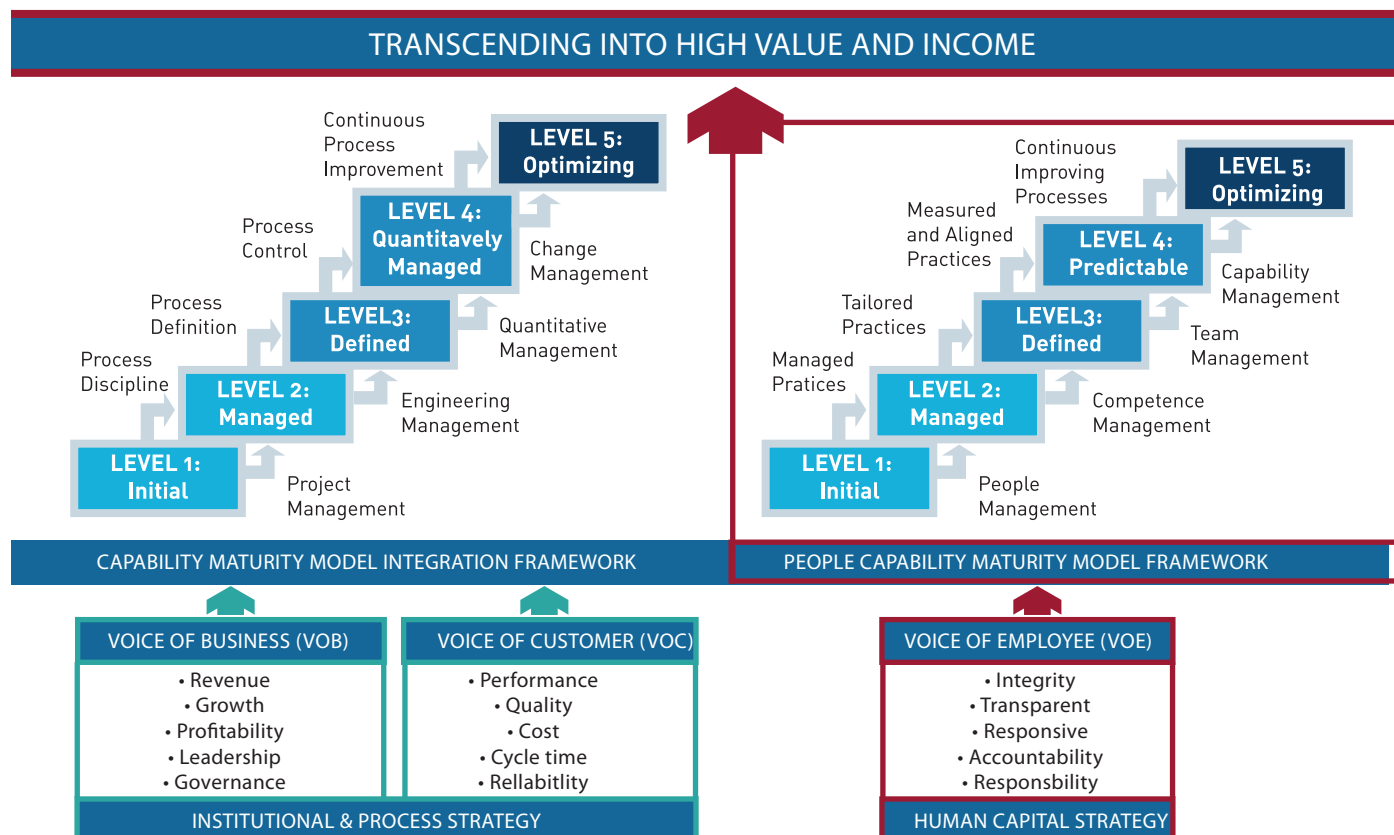 TRANSCENDING INTO HIGH VALUE AND INCOME
Continuous
Process
Improvement
LEVEL 5:
Optimizing
Process
Control
LEVEL 4:
Quantitavely
Managed
Change
Management
Process
Definition
LEVEL3:
Defined
Quantitative
Management
Process
Discipline
LEVEL 2:
Managed
Engineering
Management
LEVEL 1:
Initial
Project
Management
Continuous
Improving
Processes
LEVEL 5:
Optimizing
Measured
and Aligned
Practices
LEVEL 4:
Predictable
Capability
Management
Tailored
Practices
LEVEL3:
Defined
Team
Management
Managed
Pratices
LEVEL 2:
Managed
Competence
Management
LEVEL 1:
Initial
People
Management
CAPABILITY MATURITY MODEL INTEGRATION FRAMEWORK
PEOPLE CAPABILITY MATURITY MODEL FRAMEWORK
VOICE OF BUSINESS (VOB)
• Revenue
• Growth
• Profitability
• Leadership
• Governance
VOICE OF CUSTOMER (VOC)
• Performance
• Quality
• Cost
• Cycle time
• Rellabitlity
INSTITUTIONAL & PROCESS STRATEGY
VOICE OF EMPLOYEE (VOE)
• Integrity
• Transparent
• Responsive
• Accountability
• Responsbility
HUMAN CAPITAL STRATEGY